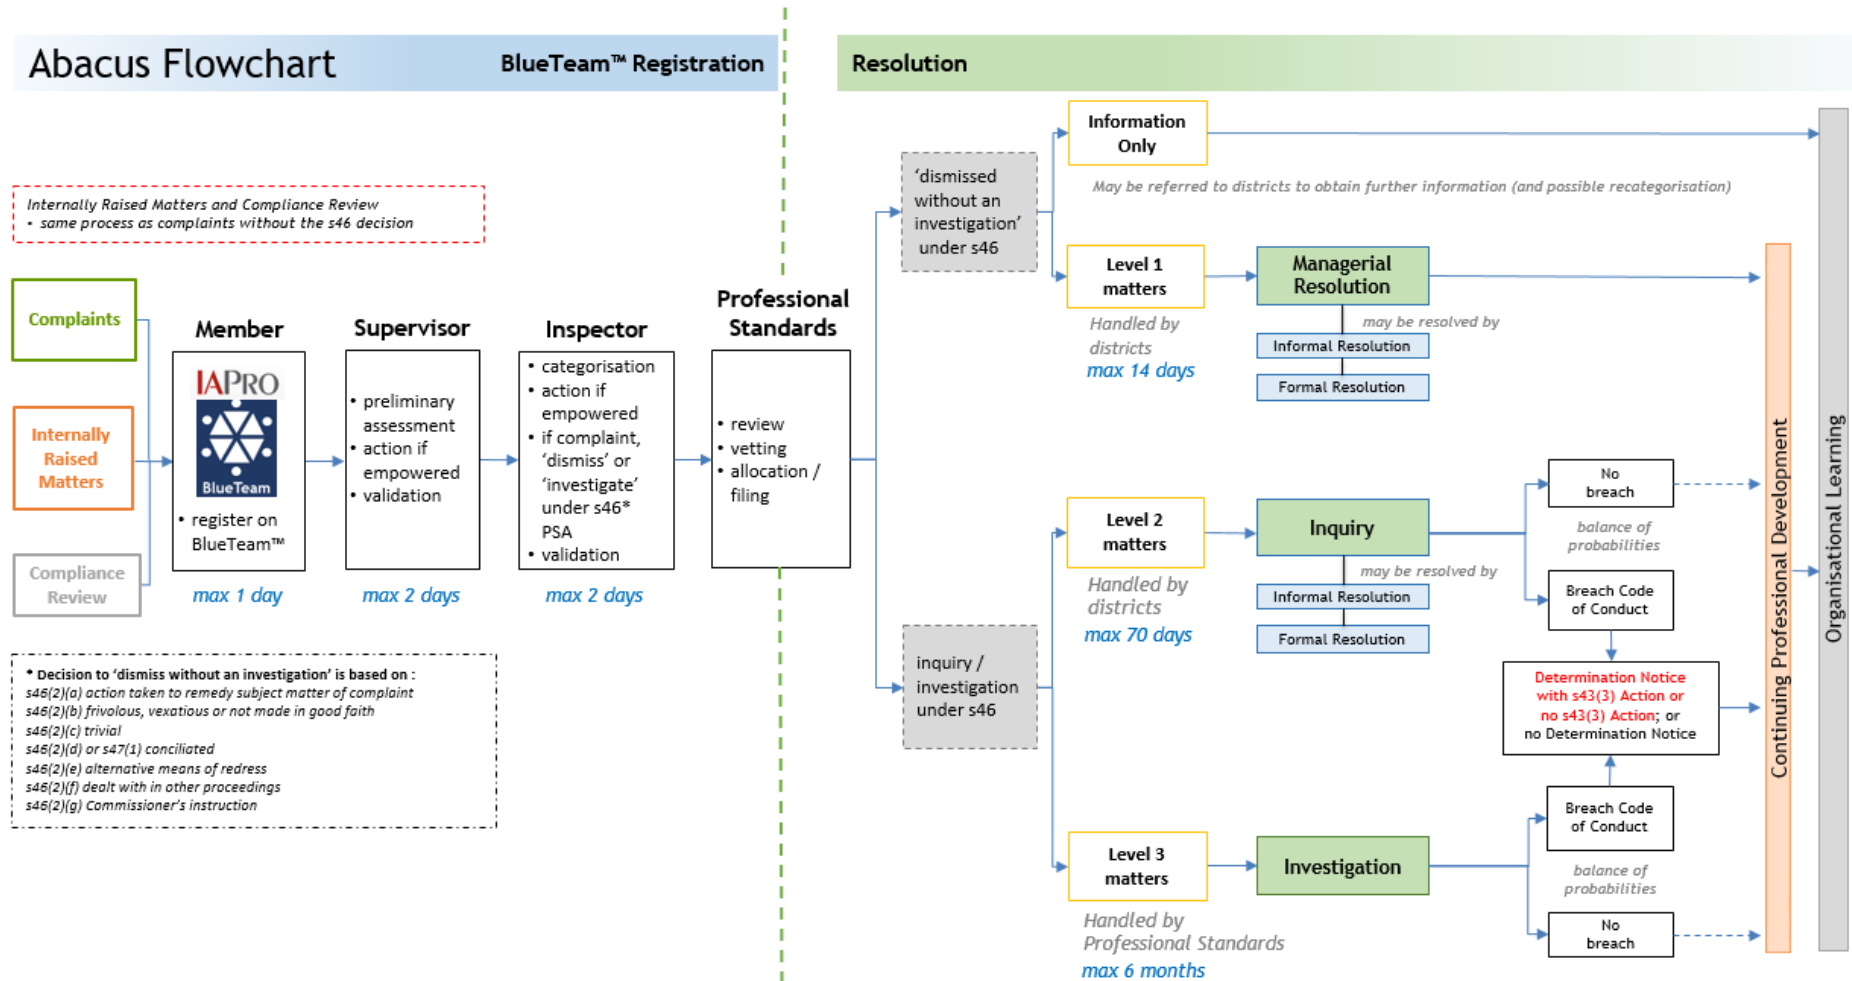 Abacus Flowchart
BlueTeam™ Registration
Resolution
Internally Raised Matters and Compliance Review
- same process as complaints without the s46 decision
Complaints
Internally
Raised
Matters
Compliance
Review
Member
IAPRO
BlueTeam
• register on
BlueTeam™
max 1 day
Supervisor
• preliminary
assessment
• action if
empowered
• validation
max 2 days
Inspector
• categorisation
• action if
empowered
• if complaint,
‘dismiss’ or
‘investigate’
under s46*
PSA
• validation
max 2 days
Professional
Standards
• review
• vetting
• allocation /
filing
* Decision to ‘dismiss without an investigation’ is based on :
s46(2)(a) action taken to remedy subject matter of complaint
s46(2)(b) frivolous, vexatious or not made in good faith
s46(2)(c) trivial
s46(2)(d) or s47(1) conciliated
s46(2)(e) alternative means of redress
s46(2)(f) dealt with in other proceedings
s46(2)(g) Commissioner’s instruction
‘dismissed
without an
investigation’
under s46
Information
Only
May be referred to districts to obtain further information (and possible recategorisation)
Level 1
matters
Handled by
districts
max 14 days
Managerial
Resolution
may be resolved by
Informal Resolution
Formal Resolution
inquiry /
investigation
under s46
Level 2
matters
Handled by
districts
max 70 days
Inquiry
may be resolved by
Informal Resolution
Formal Resolution
No
breach
balance of
probabilities
Breach Code
of Conduct
Determination Notice
with s43(3) Action or
no s43(3) Action; or
no Determination Notice
Level 3
matters
Handled by
Professional Standards
max 6 months
Investigation
Breach Code
of Conduct
balance of
probabilities
No
breach
Continuing Professional Development
Organisational Learning